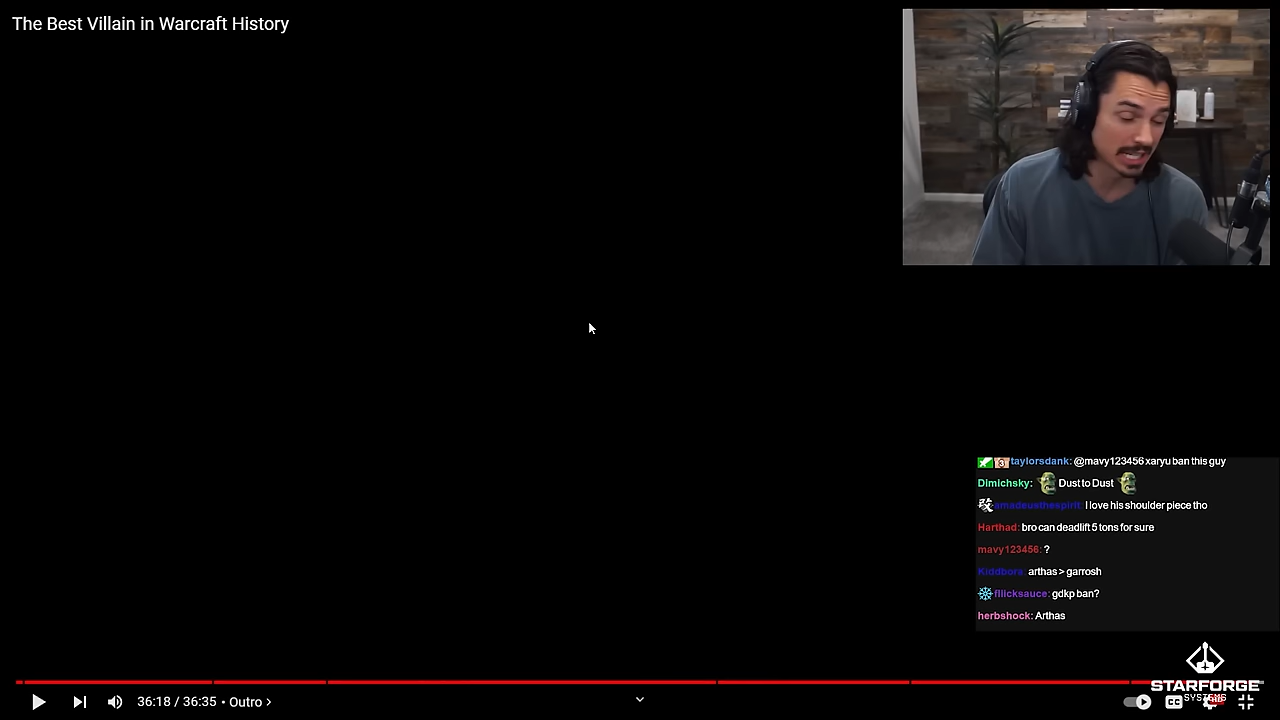 The Best Villain in Warcraft History
taylorsdank: @mavy123456 xaryu ban this guy
Dimichsky: Dust to Dust
amadeusthespirit: I love his shoulder piece tho
Harthad: bro can deadlift 5 tons for sure
mavy123456: ?
Kiddbora: arthas > garrosh
fllicksauce: gdkp ban?
herbshock: Arthas
STARFORGE
SYSTEMS
36:18 / 36:35 • Outro >
CC